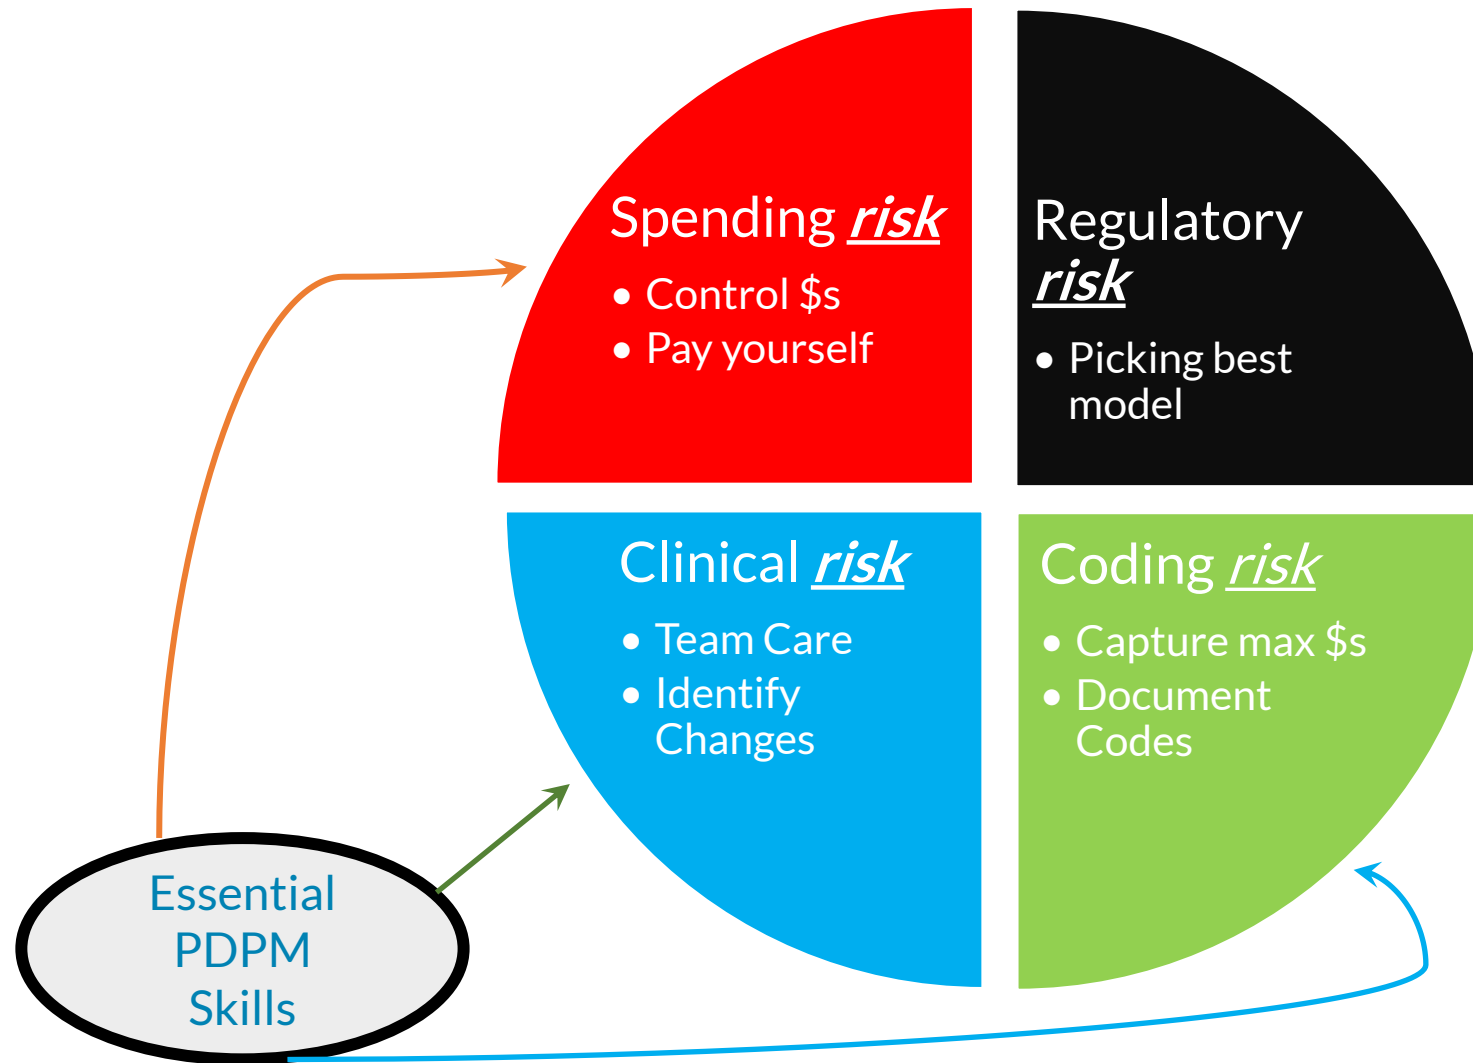 Spending risk
• Control $s
• Pay yourself
Regulatory
risk
• Picking best
model
Clinical risk
• Team Care
• Identify
Changes
Coding risk
• Capture max $s
• Document
Codes
Essential
PDPM
Skills